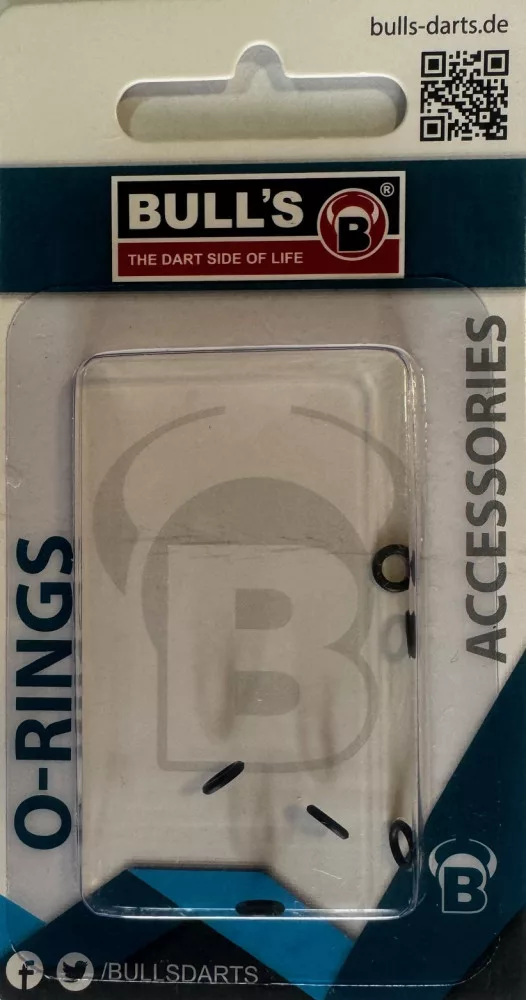 bulls-darts.de
BULL'S
®
B
THE DART SIDE OF LIFE
ACCESSORIES
O-RINGS
B
B
f /BULLSDARTS